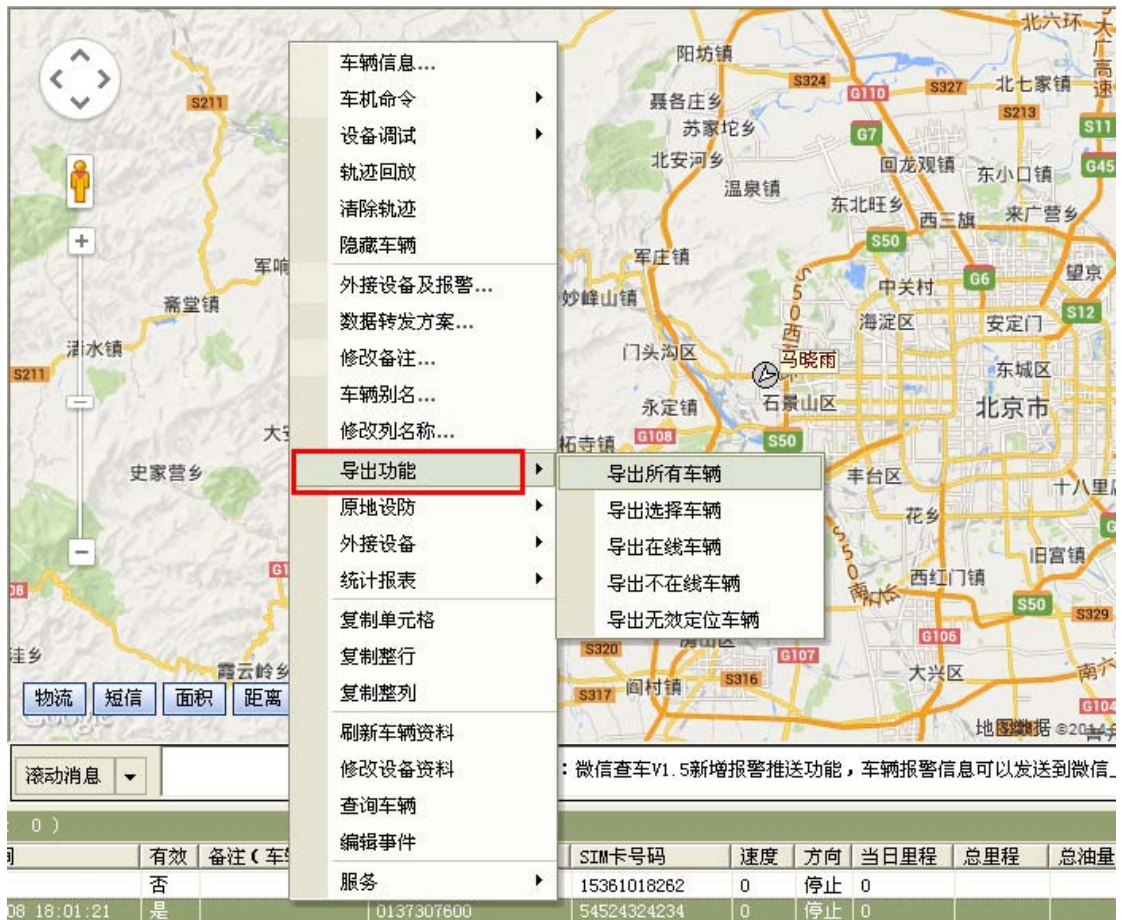 北六环
大广高速
阳坊镇
S324
G110
S327
北七家镇
S213
S211
聂各庄乡
苏家坨乡
G7
S11
北安河乡
回龙观镇
东小口镇
G45
温泉镇
东北旺乡
西三旗
来广营乡
S50
军庄镇
望京
G6
中关村
妙峰山镇
斋堂镇
S12
海淀区
安定门
清水镇
门头沟区
马晓雨
东城区
S211
石景山区
北京市
永定镇
G108
S50
史家营乡
丰台区
花乡
旧宫镇
西红门镇
S50
S329
G106
S320
G107
大兴区
霞云岭乡
S316
S317
阎村镇
G104
车辆信息...
车机命令
设备调试
轨迹回放
清除轨迹
隐藏车辆
外接设备及报警...
数据转发方案...
修改备注...
车辆别名...
修改列名称...
导出功能
原地设防
外接设备
统计报表
复制单元格
复制整行
复制整列
刷新车辆资料
修改设备资料
查询车辆
编辑事件
服务
导出所有车辆
导出选择车辆
导出在线车辆
导出不在线车辆
导出无效定位车辆
物流 短信 面积 距离
Google
滚动消息
:微信查车V1.5新增报警推送功能，车辆报警信息可以发送到微信
: 0 )
有效 备注(车 SIM卡号码 速度 方向 当日里程 总里程 总油量
否 15361018262 0 停止 0
08 18:01:21 是 0137307600 54524324234 0 停止 0